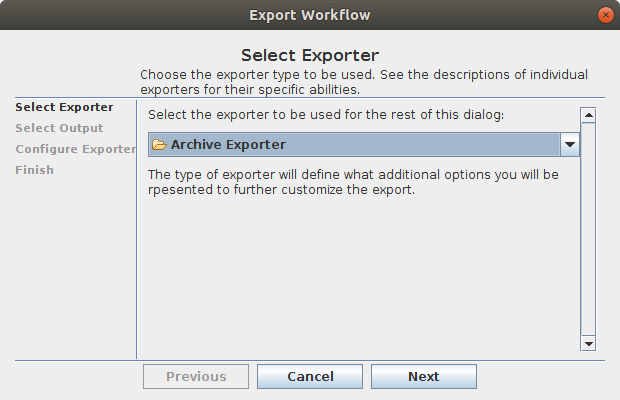 Export Workflow
Select Exporter
Choose the exporter type to be used. See the descriptions of individual
exporters for their specific abilities.
Select Exporter
Select Output
Configure Exporter
Finish
Select the exporter to be used for the rest of this dialog:
Archive Exporter
The type of exporter will define what additional options you will be
rpesented to further customize the export.
Previous
Cancel
Next